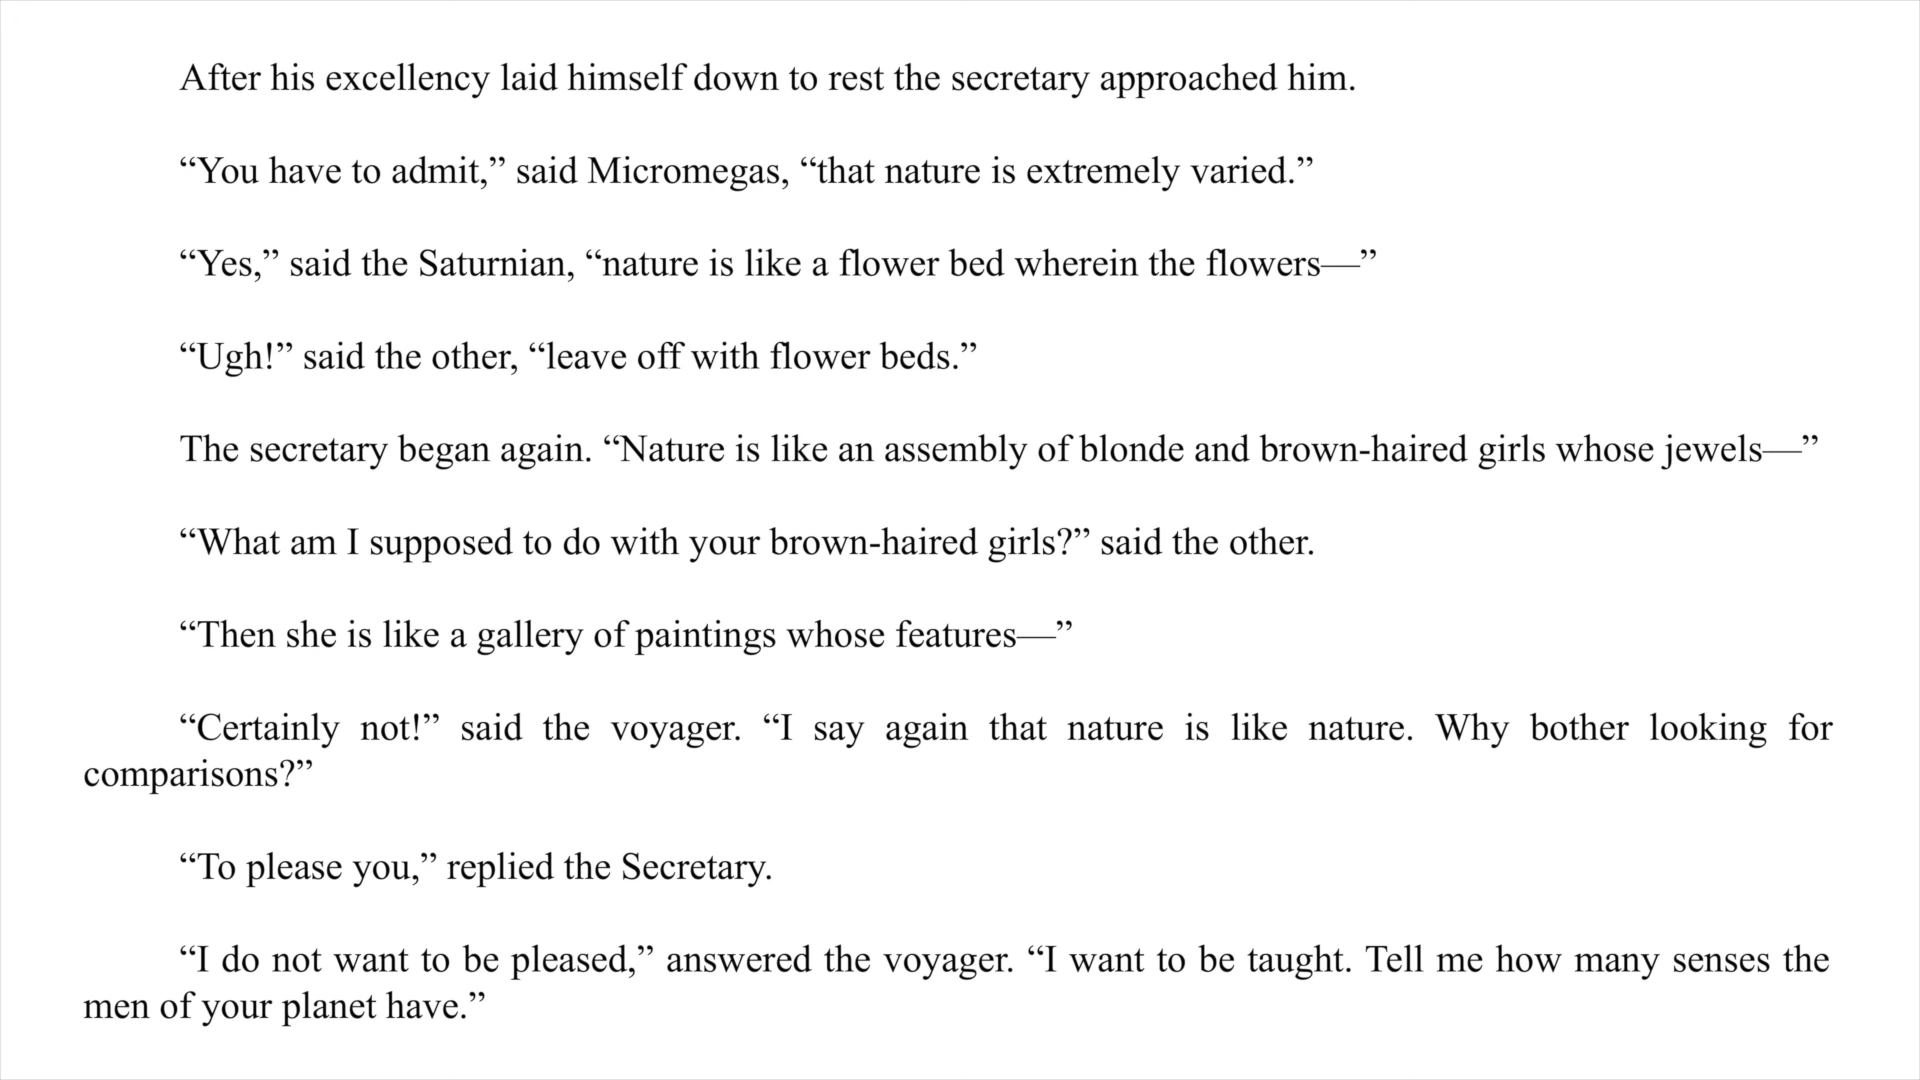 After his excellency laid himself down to rest the secretary approached him.
“You have to admit,” said Micromegas, “that nature is extremely varied.”
“Yes,” said the Saturnian, “nature is like a flower bed wherein the flowers—”
“Ugh!” said the other, “leave off with flower beds.”
The secretary began again. “Nature is like an assembly of blonde and brown-haired girls whose jewels—”
“What am I supposed to do with your brown-haired girls?” said the other.
“Then she is like a gallery of paintings whose features—”
“Certainly not!” said the voyager. “I say again that nature is like nature. Why bother looking for
comparisons?”
“To please you,” replied the Secretary.
“I do not want to be pleased,” answered the voyager. “I want to be taught. Tell me how many senses the
men of your planet have.”